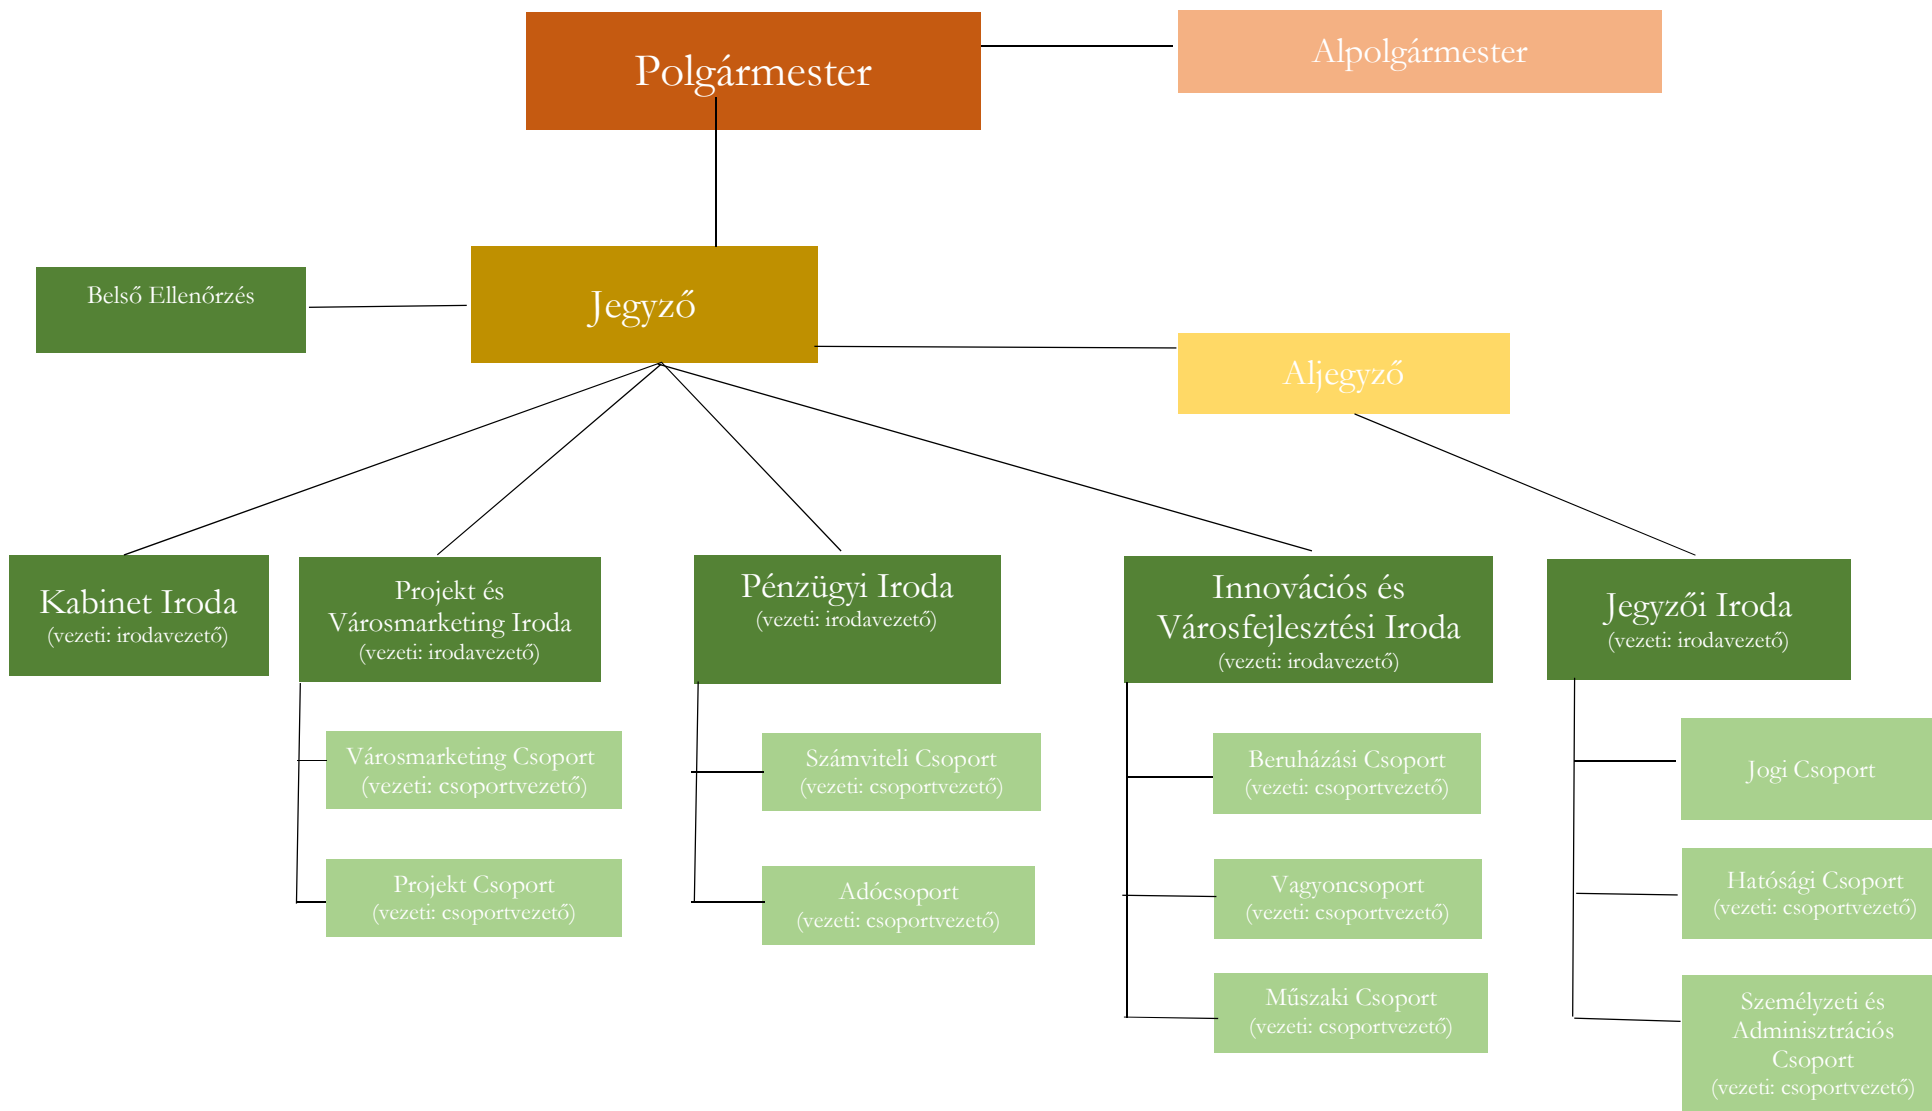 Polgármester
Alpolgármester
Belső Ellenőrzés
Jegyző
Aljegyző
Kabinet Iroda
(vezeti: irodavezető)
Projekt és
Városmarketing Iroda
(vezeti: irodavezető)
Pénzügyi Iroda
(vezeti: irodavezető)
Innovációs és
Városfejlesztési Iroda
(vezeti: irodavezető)
Jegyzői Iroda
(vezeti: irodavezető)
Városmarketing Csoport
(vezeti: csoportvezető)
Projekt Csoport
(vezeti: csoportvezető)
Számviteli Csoport
(vezeti: csoportvezető)
Adócsoport
(vezeti: csoportvezető)
Beruházási Csoport
(vezeti: csoportvezető)
Vagyoncsoport
(vezeti: csoportvezető)
Műszaki Csoport
(vezeti: csoportvezető)
Jogi Csoport
Hatósági Csoport
(vezeti: csoportvezető)
Személyzeti és
Adminisztrációs
Csoport
(vezeti: csoportvezető)